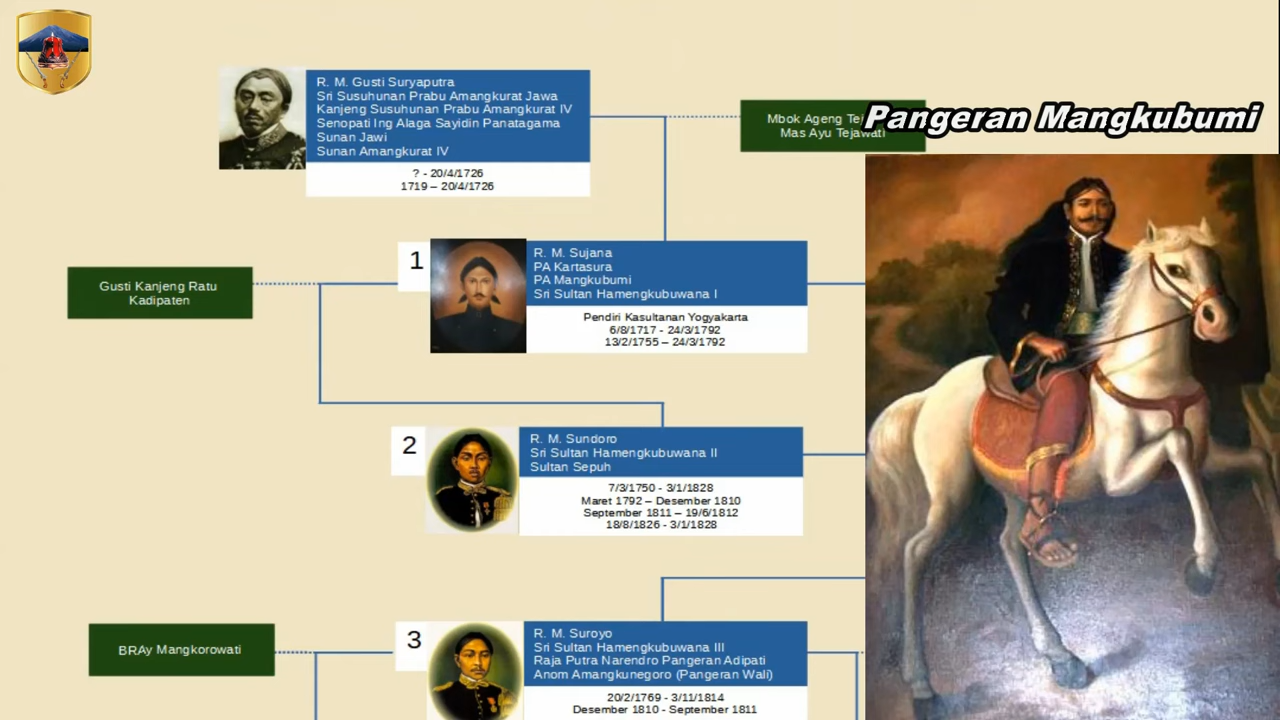 R. M. Gusti Suryaputra
Sri Susuhunan Prabu Amangkurat Jawa
Kanjeng Susuhunan Prabu Amangkurat IV
Senopati Ing Alaga Sayidin Panatagama
Sunan Jawi
Sunan Amangkurat IV
? - 20/4/1726
1719 – 20/4/1726
Mbok Ageng
Mas Ayu Tejawati
Pangeran Mangkubumi
1
R. M. Sujana
PA Kartasura
PA Mangkubumi
Sri Sultan Hamengkubuwana I
Pendiri Kasultanan Yogyakarta
6/8/1717 - 24/3/1792
13/2/1755 – 24/3/1792
Gusti Kanjeng Ratu
Kadipaten
2
R. M. Sundoro
Sri Sultan Hamengkubuwana II
Sultan Sepuh
7/3/1750 - 3/1/1828
Maret 1792 – Desember 1810
September 1811 – 19/6/1812
18/8/1826 - 3/1/1828
BRAy Mangkorowati
3
R. M. Suroyo
Sri Sultan Hamengkubuwana III
Raja Putra Narendro Pangeran Adipati
Anom Amangkunegoro (Pangeran Wali)
20/2/1769 - 3/11/1814
Desember 1810 - September 1811